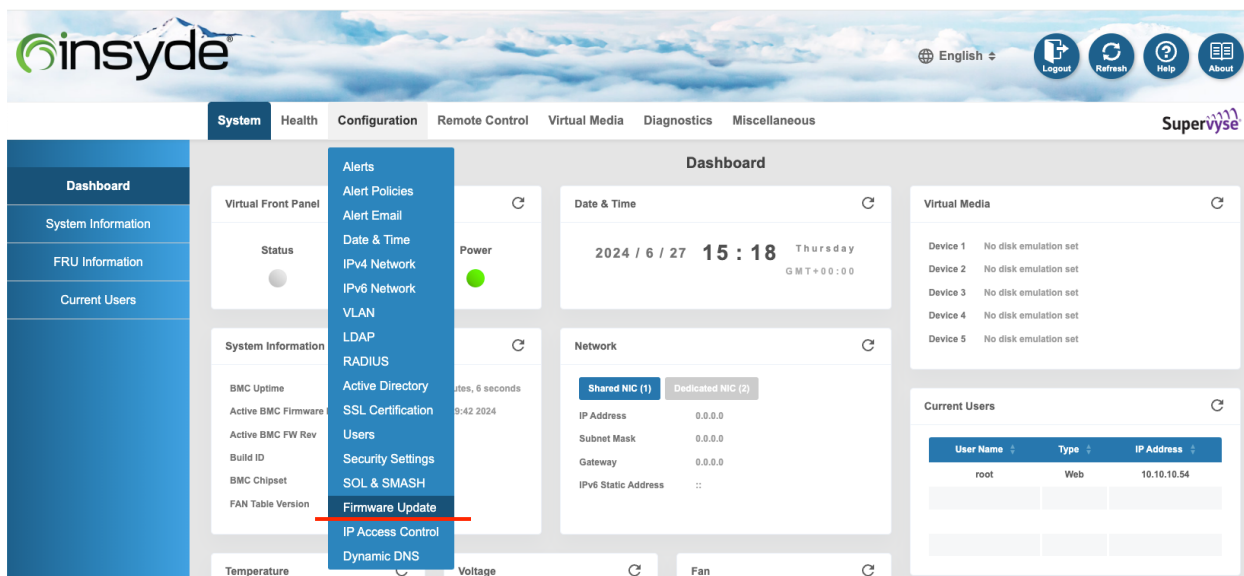 insyde®
English
Logout
Refresh
Help
About
System Health Configuration Remote Control Virtual Media Diagnostics Miscellaneous
Supervyse
Dashboard
System Information
FRU Information
Current Users
Alerts
Alert Policies
Alert Email
Date & Time
IPv4 Network
IPv6 Network
VLAN
LDAP
RADIUS
Active Directory
SSL Certification
Users
Security Settings
SOL & SMASH
Firmware Update
IP Access Control
Dynamic DNS
Dashboard
Virtual Front Panel
Status
Power
Date & Time
2024 / 6 / 27 15 : 18 Thursday
GMT+00:00
Virtual Media
Device 1 No disk emulation set
Device 2 No disk emulation set
Device 3 No disk emulation set
Device 4 No disk emulation set
Device 5 No disk emulation set
System Information
BMC Uptime utes, 6 seconds
Active BMC Firmware 9:42 2024
Active BMC FW Rev
Build ID
BMC Chipset
FAN Table Version
Network
Shared NIC (1) Dedicated NIC (2)
IP Address 0.0.0.0
Subnet Mask 0.0.0.0
Gateway 0.0.0.0
IPv6 Static Address ::
Current Users
User Name Type IP Address
root Web 10.10.10.54
Temperature
Voltage
Fan